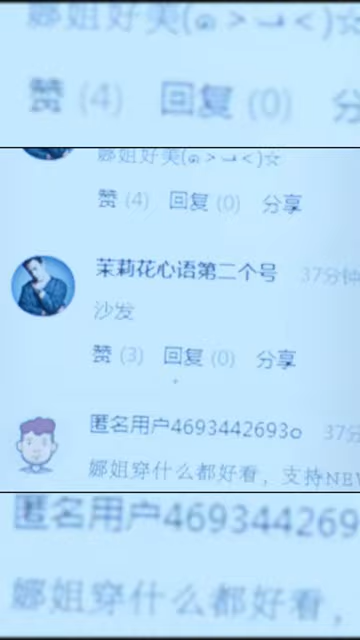 娜姐好美(๑>؂<)☆
赞 (4) 回复 (0) 分
娜姐好美(๑>؂<)☆
赞 (4) 回复 (0) 分享
茉莉花心语第二个号 37分钟
沙发
赞 (3) 回复 (0) 分享
匿名用户4693442693o 37分
娜姐穿什么都好看，支持NEW
匿名用户469344269
娜姐穿什么都好看，